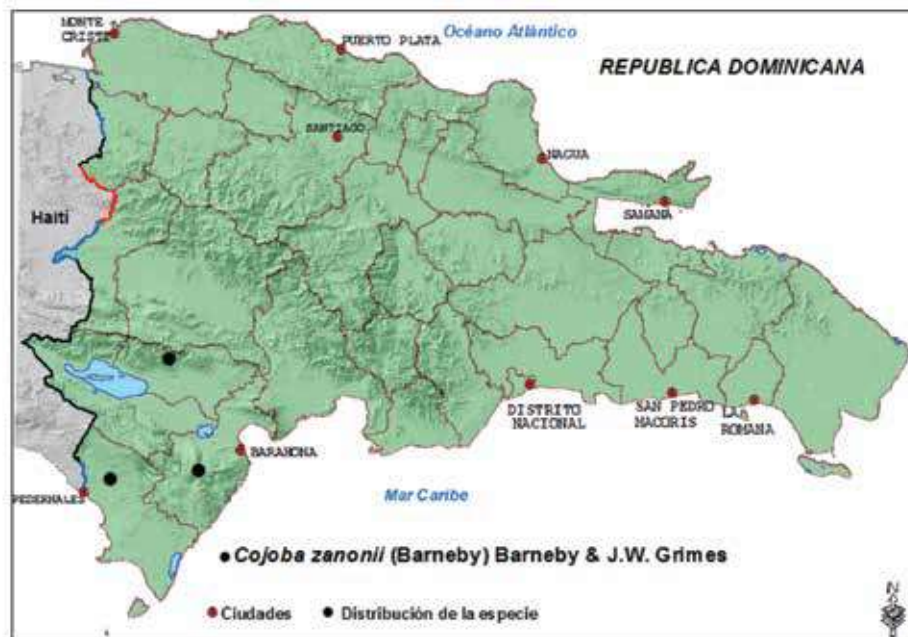 MONTE
CRISTI
PUERTO PLATA
Océano Atlántico
REPUBLICA DOMINICANA
SANTIAGO
NAGUA
SAMANA
Haití
DISTRITO
NACIONAL
SAN PEDRO
MACORIS
LA
ROMANA
BARAHONA
PEDERNALES
Mar Caribe
Cojoba zanonii (Barneby) Barneby & J.W. Grimes
Ciudades
Distribución de la especie
N